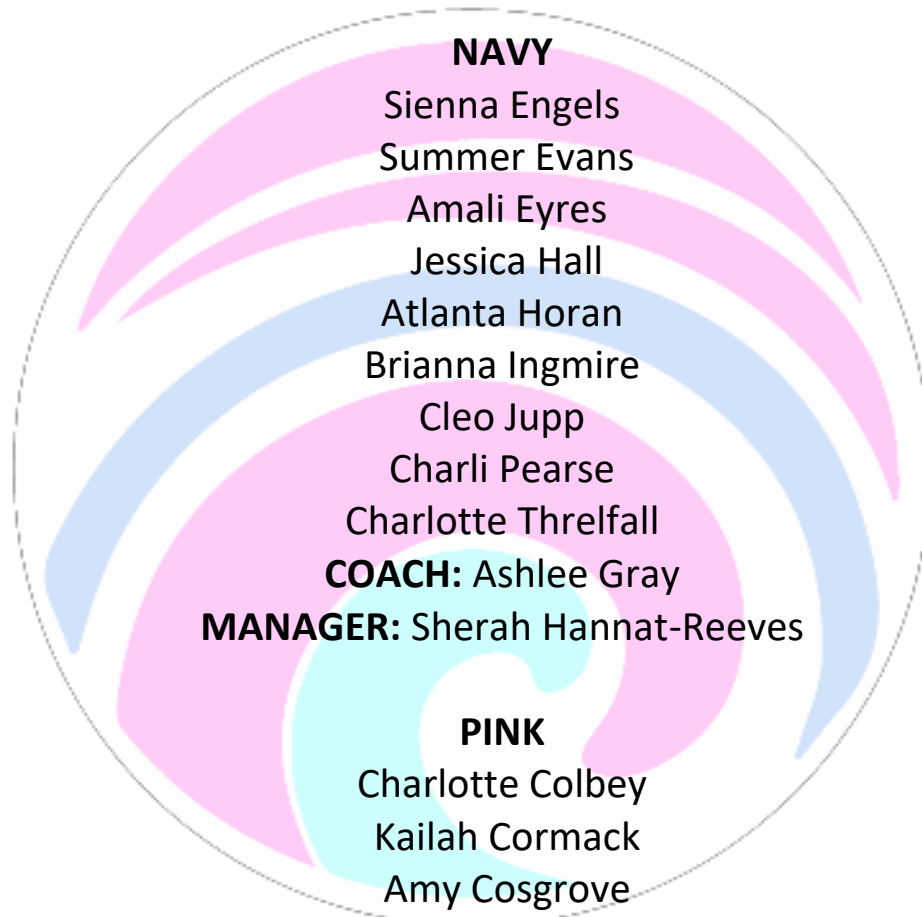 NAVY
Sienna Engels
Summer Evans
Amali Eyres
Jessica Hall
Atlanta Horan
Brianna Ingmire
Cleo Jupp
Charli Pearse
Charlotte Threlfall
COACH: Ashlee Gray
MANAGER: Sherah Hannat-Reeves
PINK
Charlotte Colbey
Kailah Cormack
Amy Cosgrove